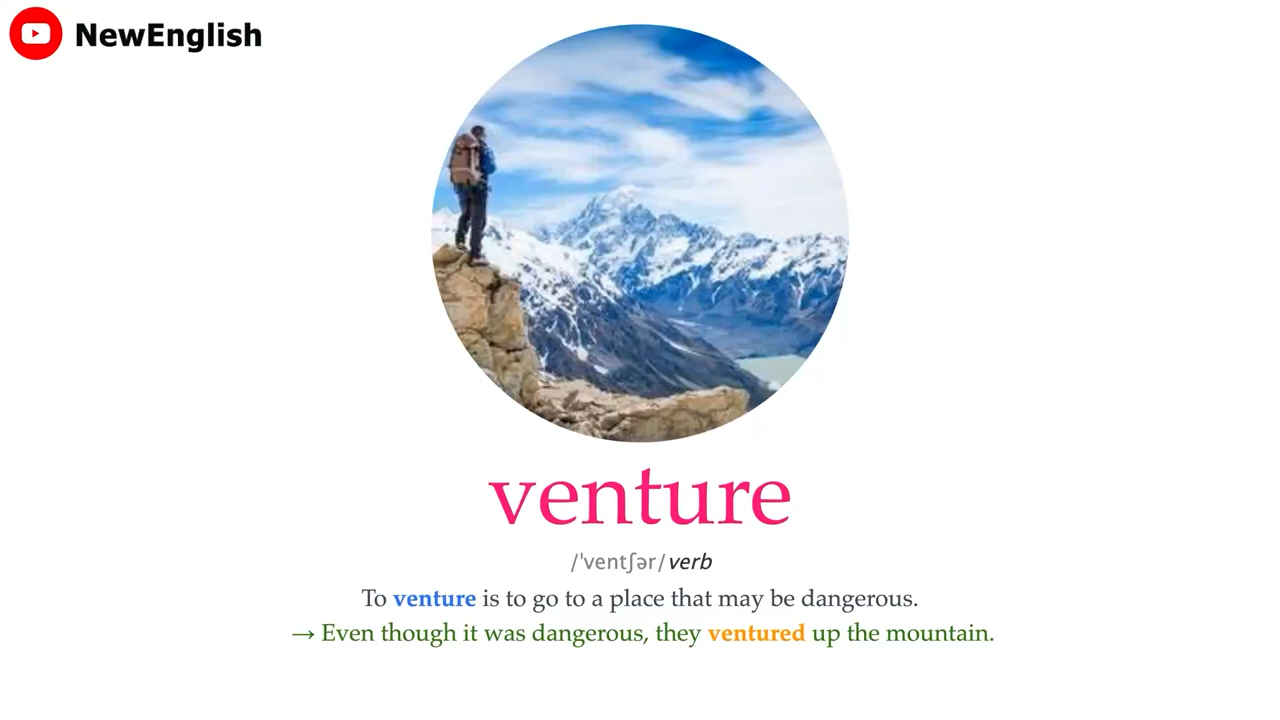 NewEnglish
venture
/ˈventʃər/ verb
To venture is to go to a place that may be dangerous.
→ Even though it was dangerous, they ventured up the mountain.